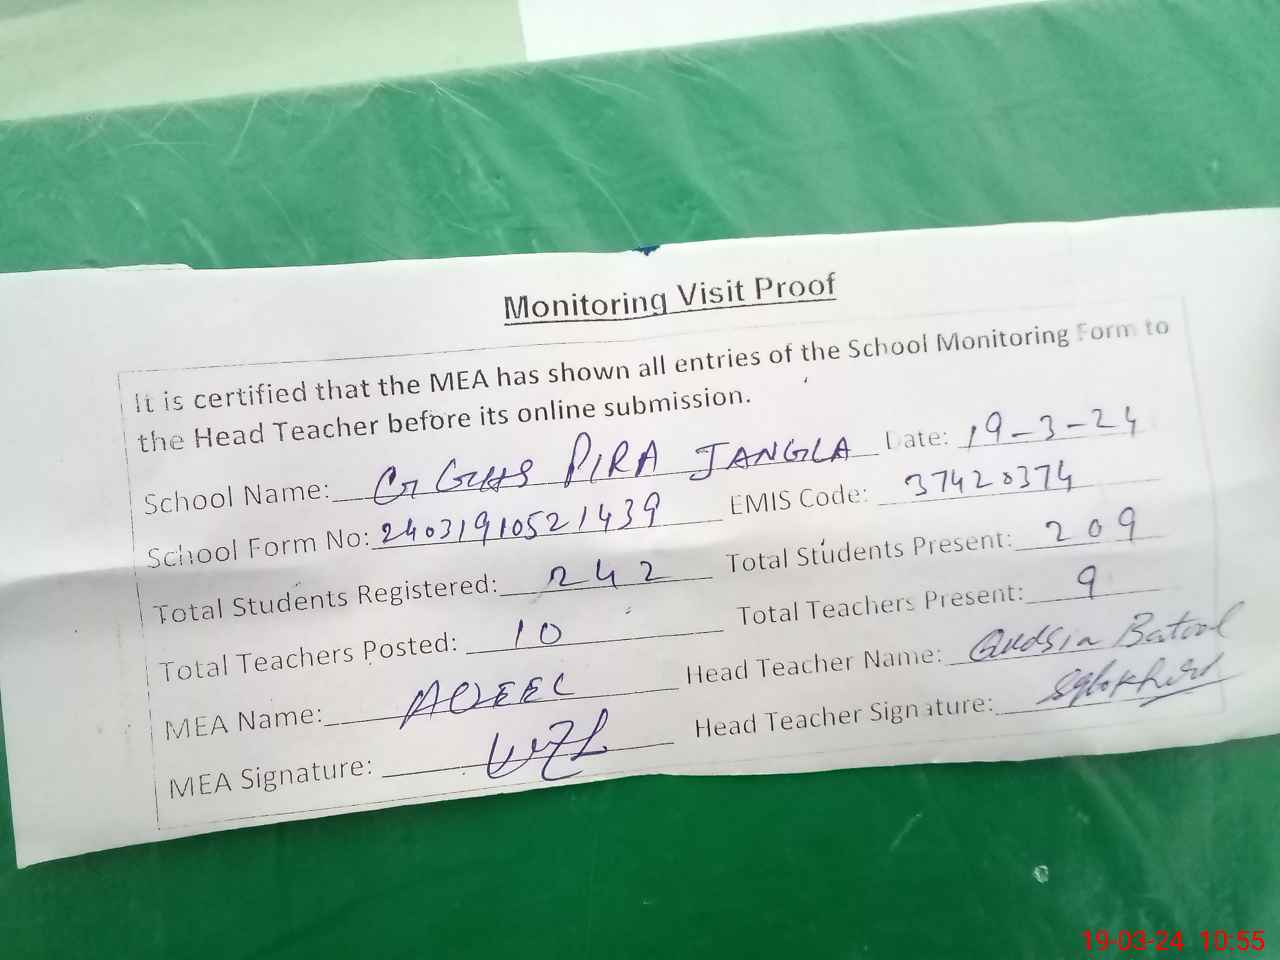 Monitoring Visit Proof
It is certified that the MEA has shown all entries of the School Monitoring Form to
the Head Teacher before its online submission.
School Name: G GHS PIRA JANGLA Date: 19-3-24
School Form No: 24031910521439 EMIS Code: 37420374
Total Students Registered: 242 Total Students Present: 209
Total Teachers Posted: 10 Total Teachers Present: 9
MEA Name: AQEEL Head Teacher Name: Qudsia Batool
MEA Signature: Head Teacher Signature:
19-03-24 10:55